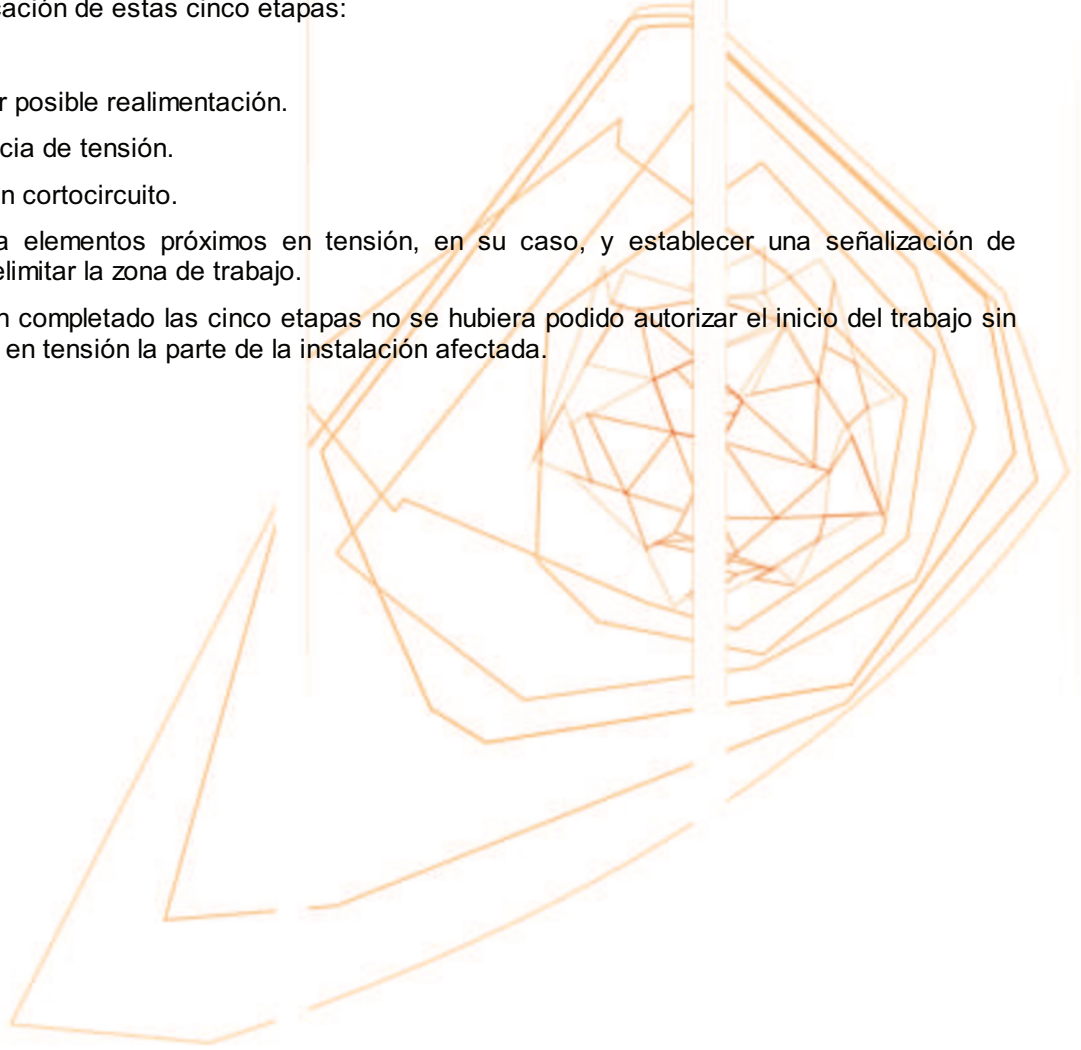 cación de estas cinco etapas:
r posible realimentación.
cia de tensión.
n cortocircuito.
a elementos próximos en tensión, en su caso, y establecer una señalización de
elimitar la zona de trabajo.
n completado las cinco etapas no se hubiera podido autorizar el inicio del trabajo sin
en tensión la parte de la instalación afectada.